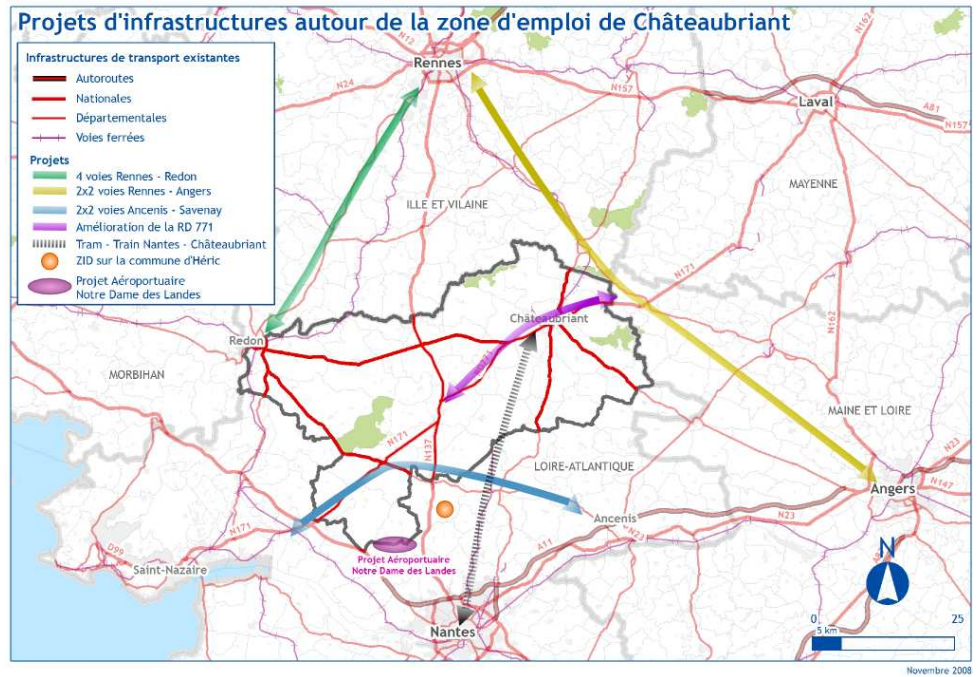 Projets d'infrastructures autour de la zone d'emploi de Châteaubriant
Infrastructures de transport existantes
Autoroutes
Nationales
Départementales
Voies ferrées
Projets
4 voies Rennes - Redon
2x2 voies Rennes - Angers
2x2 voies Ancenis - Savenay
Amélioration de la RD 771
Tram - Train Nantes - Châteaubriant
ZID sur la commune d'Héric
Projet Aéroportuaire
Notre Dame des Landes
N12
N162
Rennes
N24
N157
Laval
A81
N157
MAYENNE
ILLE ET VILAINE
N171
Châteaubriant
N162
Redon
MORBIHAN
N171
MAINE ET LOIRE
N171
N137
LOIRE-ATLANTIQUE
N23
Angers
N147
Ancenis
N23
N171
D99
A11
N23
Saint-Nazaire
Projet Aéroportuaire
Notre Dame des Landes
N
Nantes
0
25
5 km
Novembre 2008